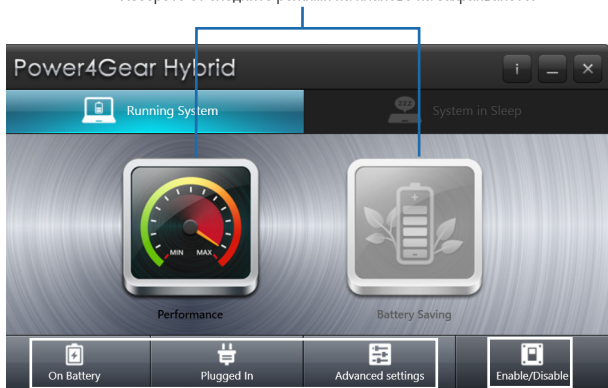 Power4Gear Hybrid
Running System
System in Sleep
MIN MAX
Performance
Battery Saving
On Battery
Plugged In
Advanced settings
Enable/Disable